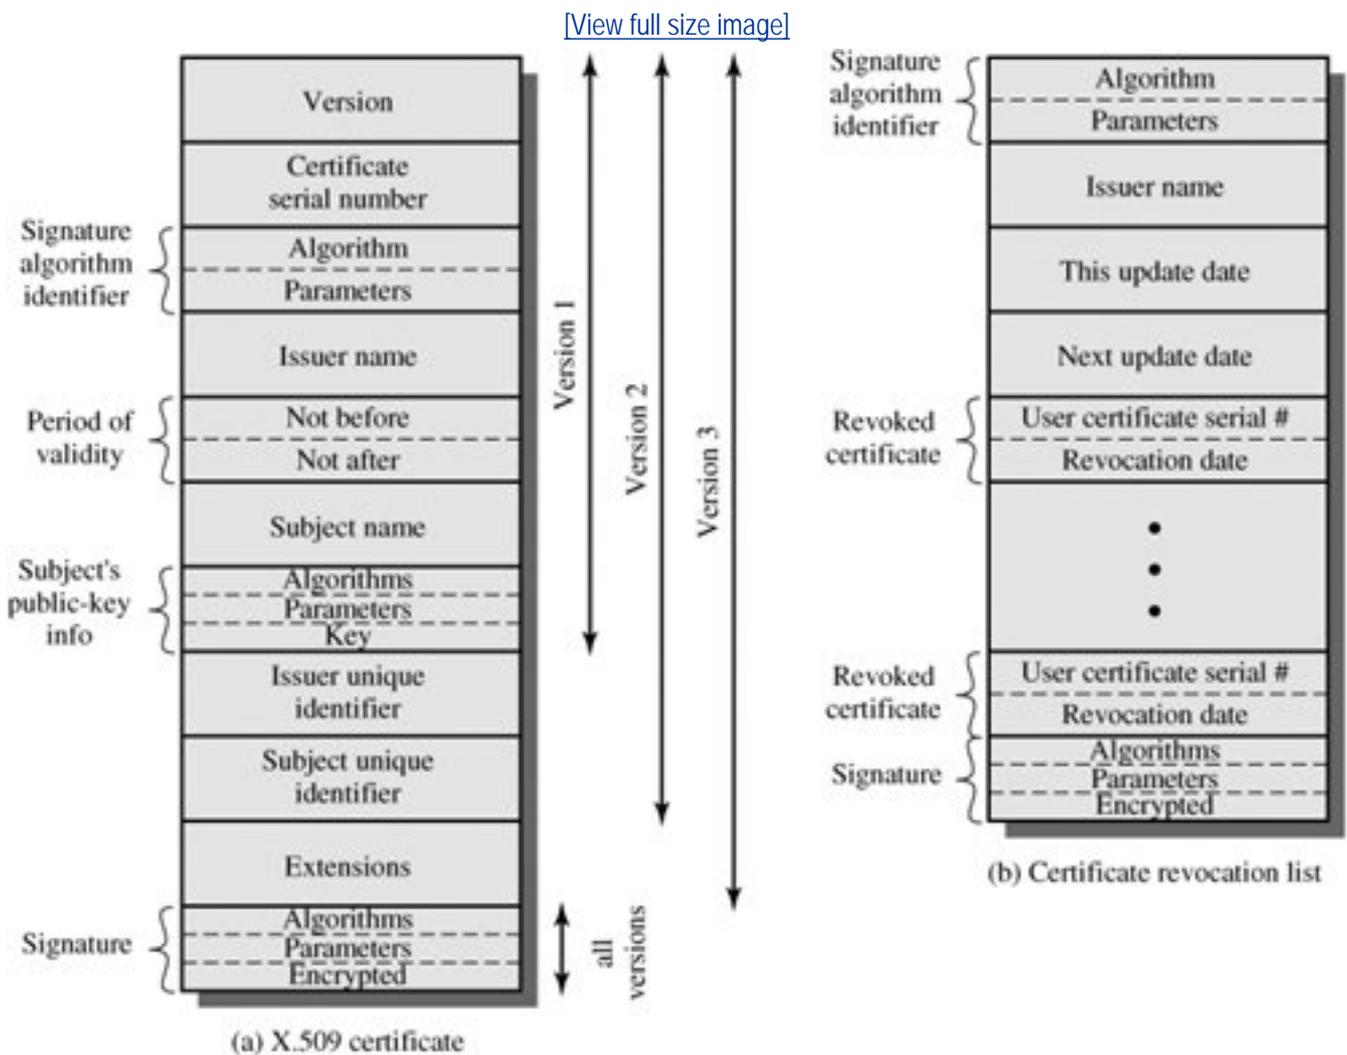 [View full size image]
Version
Certificate
serial number
Signature
algorithm
identifier
Algorithm
Parameters
Issuer name
Period of
validity
Not before
Not after
Subject name
Subject's
public-key
info
Algorithms
Parameters
Key
Issuer unique
identifier
Subject unique
identifier
Extensions
Signature
Algorithms
Parameters
Encrypted
Version 1
Version 2
Version 3
all
versions
(a) X.509 certificate
Signature
algorithm
identifier
Algorithm
Parameters
Issuer name
This update date
Next update date
Revoked
certificate
User certificate serial #
Revocation date
Revoked
certificate
User certificate serial #
Revocation date
Signature
Algorithms
Parameters
Encrypted
(b) Certificate revocation list